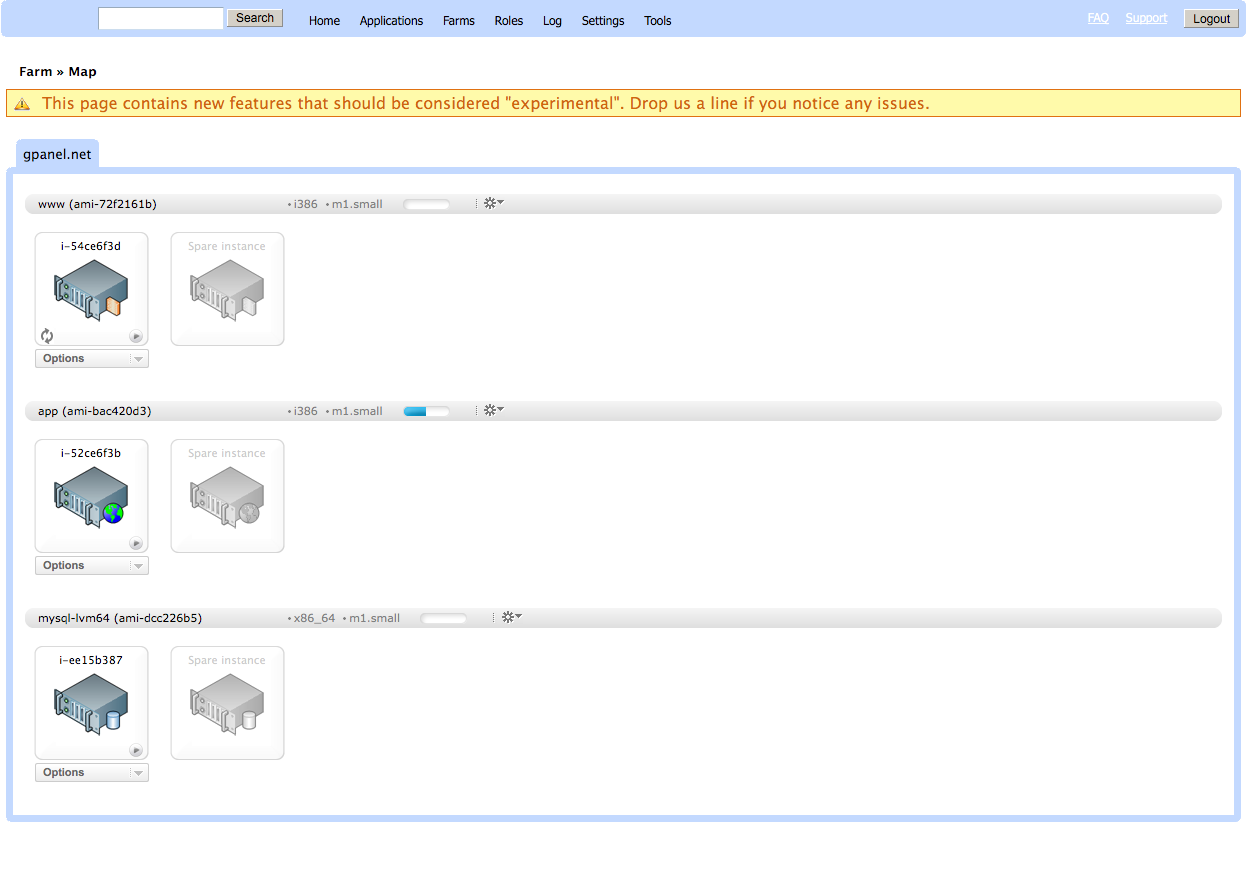 Search Home Applications Farms Roles Log Settings Tools FAQ Support Logout
Farm » Map
This page contains new features that should be considered "experimental". Drop us a line if you notice any issues.
gpanel.net
www (ami-72f2161b) • i386 • m1.small
i-54ce6f3d Spare instance
Options
app (ami-bac420d3) • i386 • m1.small
i-52ce6f3b Spare instance
Options
mysql-lvm64 (ami-dcc226b5) • x86_64 • m1.small
i-ee15b387 Spare instance
Options